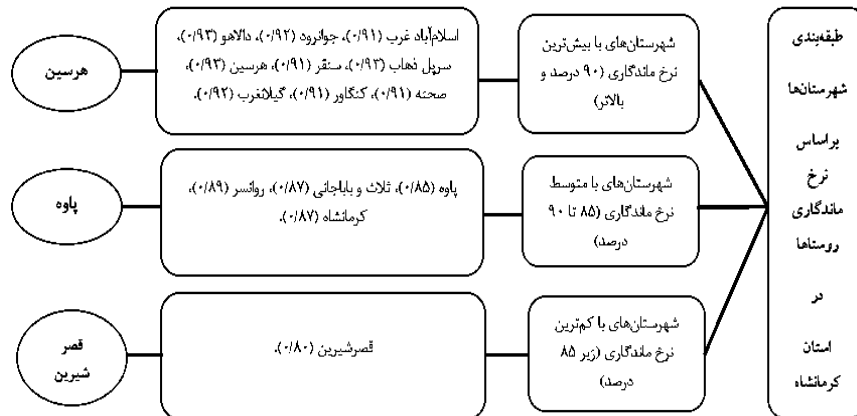 طبقه‌بندی
شهرستان‌ها
براساس
نرخ
ماندگاری
روستاها
در
استان
کرمانشاه
شهرستان‌های با بیش‌ترین
نرخ ماندگاری (۹۰ درصد و
بالاتر)
اسلام‌آباد غرب (۰/۹۱)، جوانرود (۰/۹۲)، دالاهو (۰/۹۳)،
سرپل ذهاب (۰/۹۳)، سنقر (۰/۹۱)، هرسین (۰/۹۳)،
صحنه (۰/۹۱)، کنگاور (۰/۹۱)، گیلانغرب (۰/۹۲).
هرسین
شهرستان‌های با متوسط
نرخ ماندگاری (۸۵ تا ۹۰
درصد)
پاوه (۰/۸۵)، ثلاث و باباجانی (۰/۸۷)، روانسر (۰/۸۹)،
کرمانشاه (۰/۸۷).
پاوه
شهرستان‌های با کم‌ترین
نرخ ماندگاری (زیر ۸۵
درصد)
قصرشیرین (۰/۸۰).
قصر
شیرین